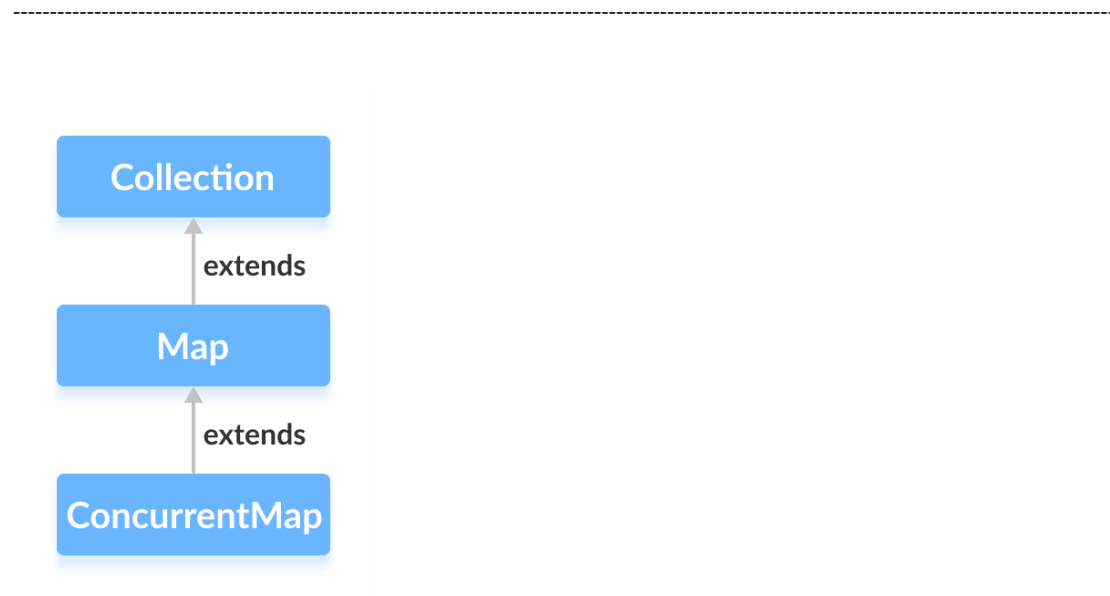 Collection
extends
Map
extends
ConcurrentMap